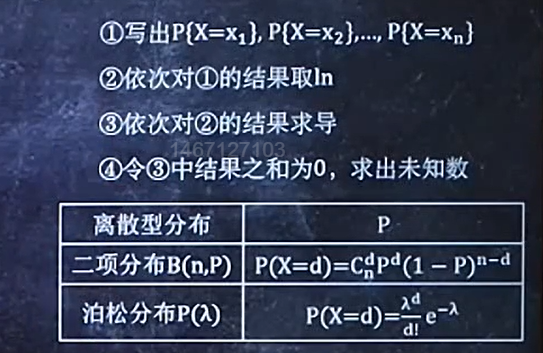 ①写出P{X=x₁}, P{X=x₂},..., P{X=xₙ}
②依次对①的结果取ln
③依次对②的结果求导
1467127103
④令③中结果之和为0，求出未知数
离散型分布 P
二项分布B(n,P) P(X=d)=CₙᵈPᵈ(1 − P)ⁿ⁻ᵈ
泊松分布P(λ) P(X=d)=λᵈ/d! e⁻λ